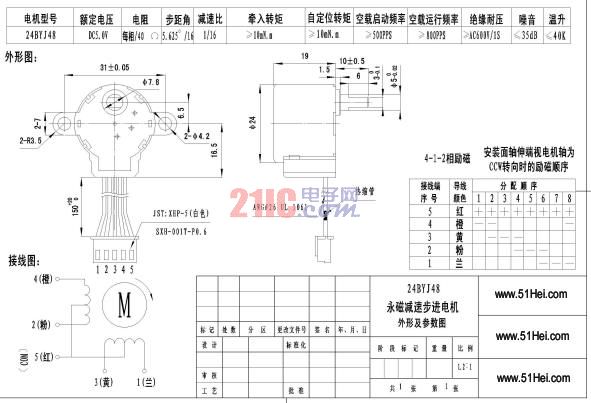 电机型号 额定电压 电阻 步距角 减速比 牵入转矩 自定位转矩 空载启动频率 空载运行频率 绝缘耐压 噪音 温升
24BYJ48 DC5.0V 每相/40 Ω 5.625°/16 1/16 ≥10mN.m ≥10mN.m ≥500PPS ≥800PPS ≥AC600V/1S ≤35dB ≤40K
外形图:
31±0.05
Φ7.8
6.5
16.5
2-7
2-R3.5
2-Φ4.2
150
JST:XHP-5(白色)
SXH-001T-P0.6
1 2 3 4 5
19
10±0.5
1.5
6
Φ24
热缩管
21IC电子网
4-1-2相励磁
安装面轴伸端视电机轴为
CCW转向时的励磁顺序
接线端序号 导线颜色 分配顺序
1 2 3 4 5 6 7 8
5 红 + + + + + + + +
4 橙 — — —
3 黄 — — —
2 粉 — — —
1 兰 — — —
接线图:
4(橙)
2(粉)
5(红)
(COM)
3(黄) 1(兰)
M
24BYJ48
永磁减速步进电机
外形及参数图
www.51Hei.com
www.51Hei.com
www.51Hei.com
标记 处数 分区 更改文件号 签名 年、月、日
设计 标准化
审核
工艺 批准
阶段标记 重量 比例
1.2:1
共 1 张 第 1 张